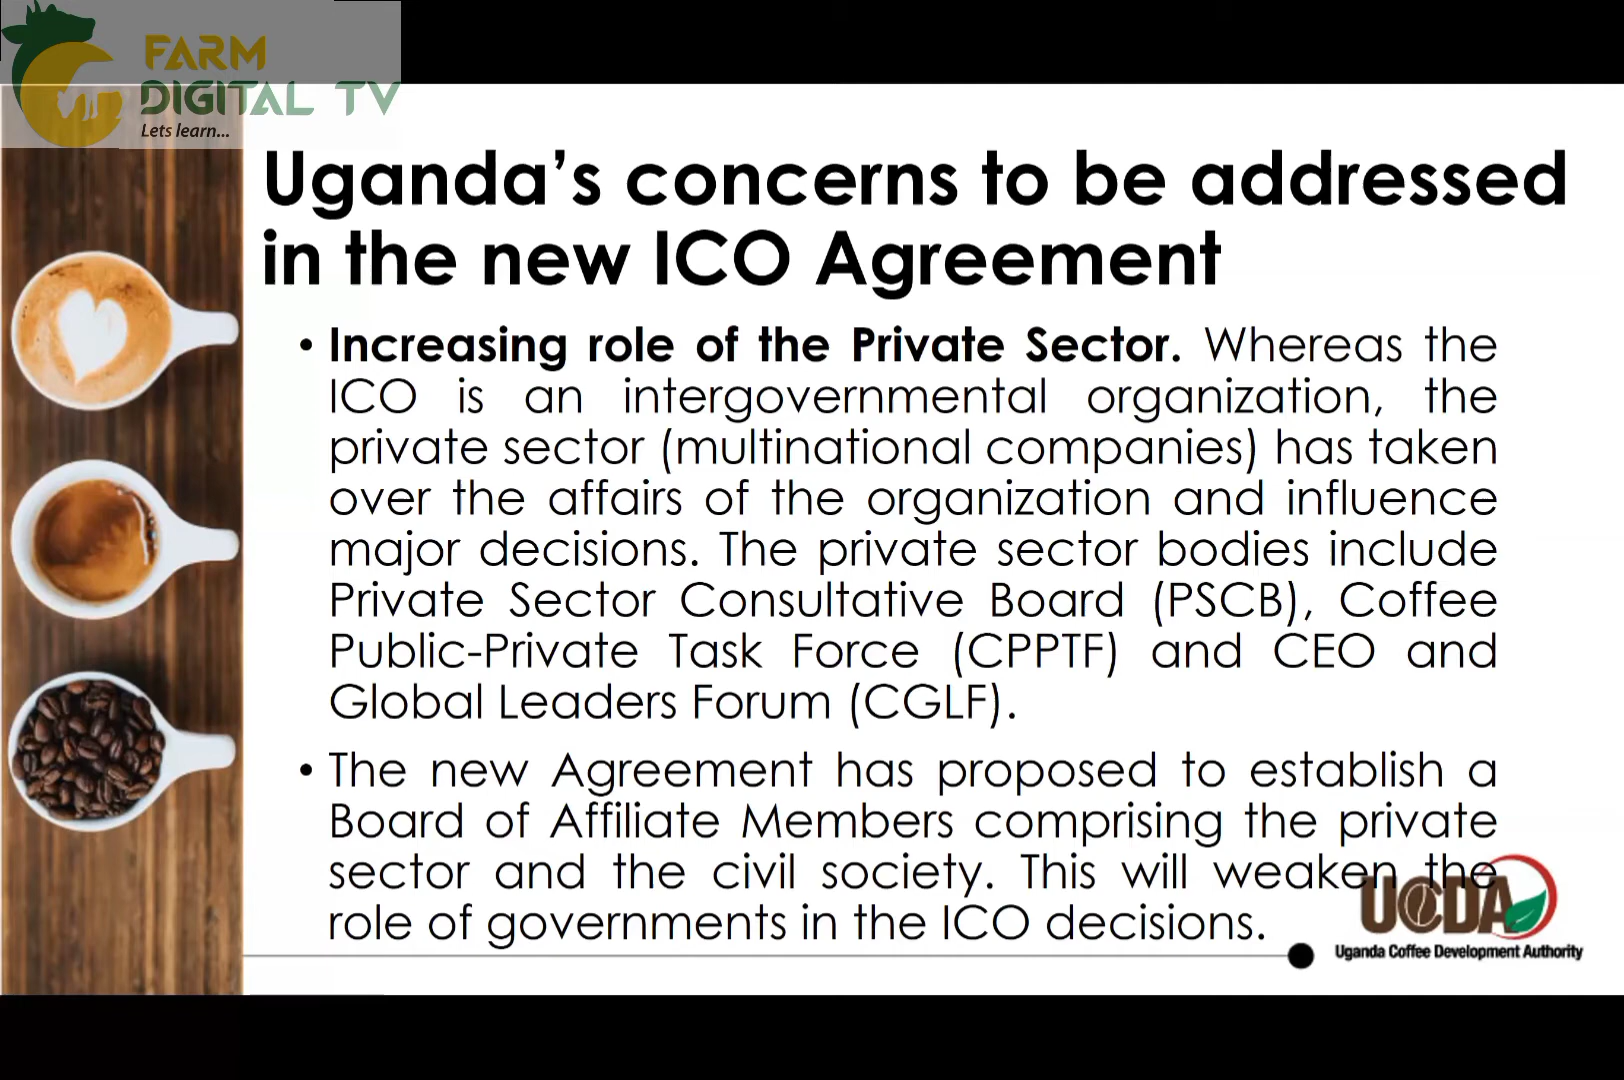 FARM
DIGITAL TV
Lets learn...
Uganda’s concerns to be addressed
in the new ICO Agreement
• Increasing role of the Private Sector. Whereas the
ICO is an intergovernmental organization, the
private sector (multinational companies) has taken
over the affairs of the organization and influence
major decisions. The private sector bodies include
Private Sector Consultative Board (PSCB), Coffee
Public-Private Task Force (CPPTF) and CEO and
Global Leaders Forum (CGLF).
• The new Agreement has proposed to establish a
Board of Affiliate Members comprising the private
sector and the civil society. This will weaken the
role of governments in the ICO decisions.
UCDA
Uganda Coffee Development Authority